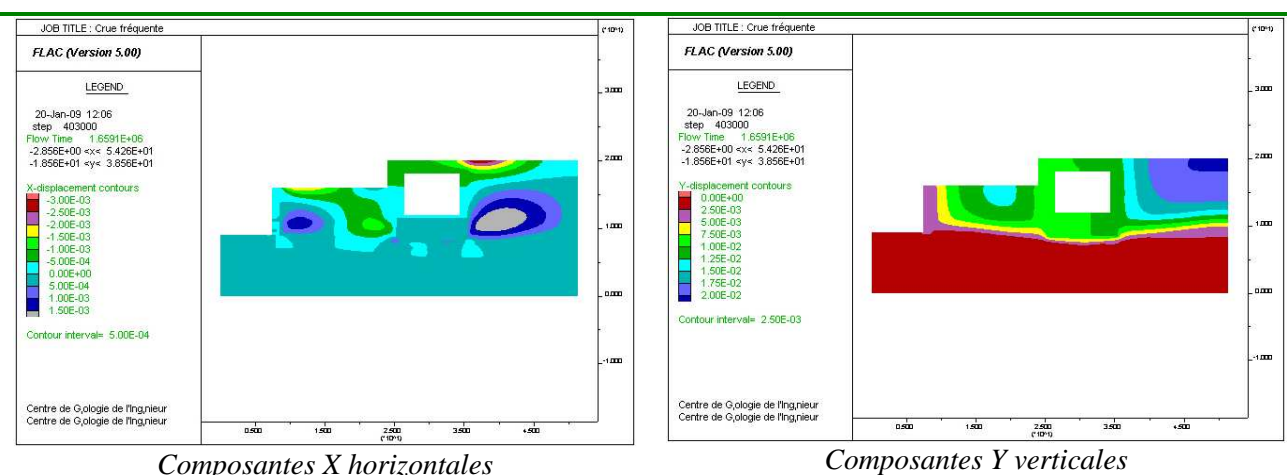 JOB TITLE : Crue fréquente
(*10^1)
FLAC (Version 5.00)
LEGEND
20-Jan-09 12:06
step 403000
Flow Time 1.6591E+06
-2.856E+00 <x< 5.426E+01
-1.856E+01 <y< 3.856E+01
X-displacement contours
-3.00E-03
-2.50E-03
-2.00E-03
-1.50E-03
-1.00E-03
-5.00E-04
0.00E+00
5.00E-04
1.00E-03
1.50E-03
Contour interval= 5.00E-04
Centre de G,ologie de l'Ing,nieur
Centre de G,ologie de l'Ing,nieur
3.000
2.000
1.000
0.000
-1.000
0.500 1.500 2.500 3.500 4.500
(*10^1)
Composantes X horizontales
JOB TITLE : Crue fréquente
(*10^1)
FLAC (Version 5.00)
LEGEND
20-Jan-09 12:06
step 403000
Flow Time 1.6591E+06
-2.856E+00 <x< 5.426E+01
-1.856E+01 <y< 3.856E+01
Y-displacement contours
0.00E+00
2.50E-03
5.00E-03
7.50E-03
1.00E-02
1.25E-02
1.50E-02
1.75E-02
2.00E-02
Contour interval= 2.50E-03
Centre de G,ologie de l'Ing,nieur
Centre de G,ologie de l'Ing,nieur
3.000
2.000
1.000
0.000
-1.000
0.500 1.500 2.500 3.500 4.500
(*10^1)
Composantes Y verticales